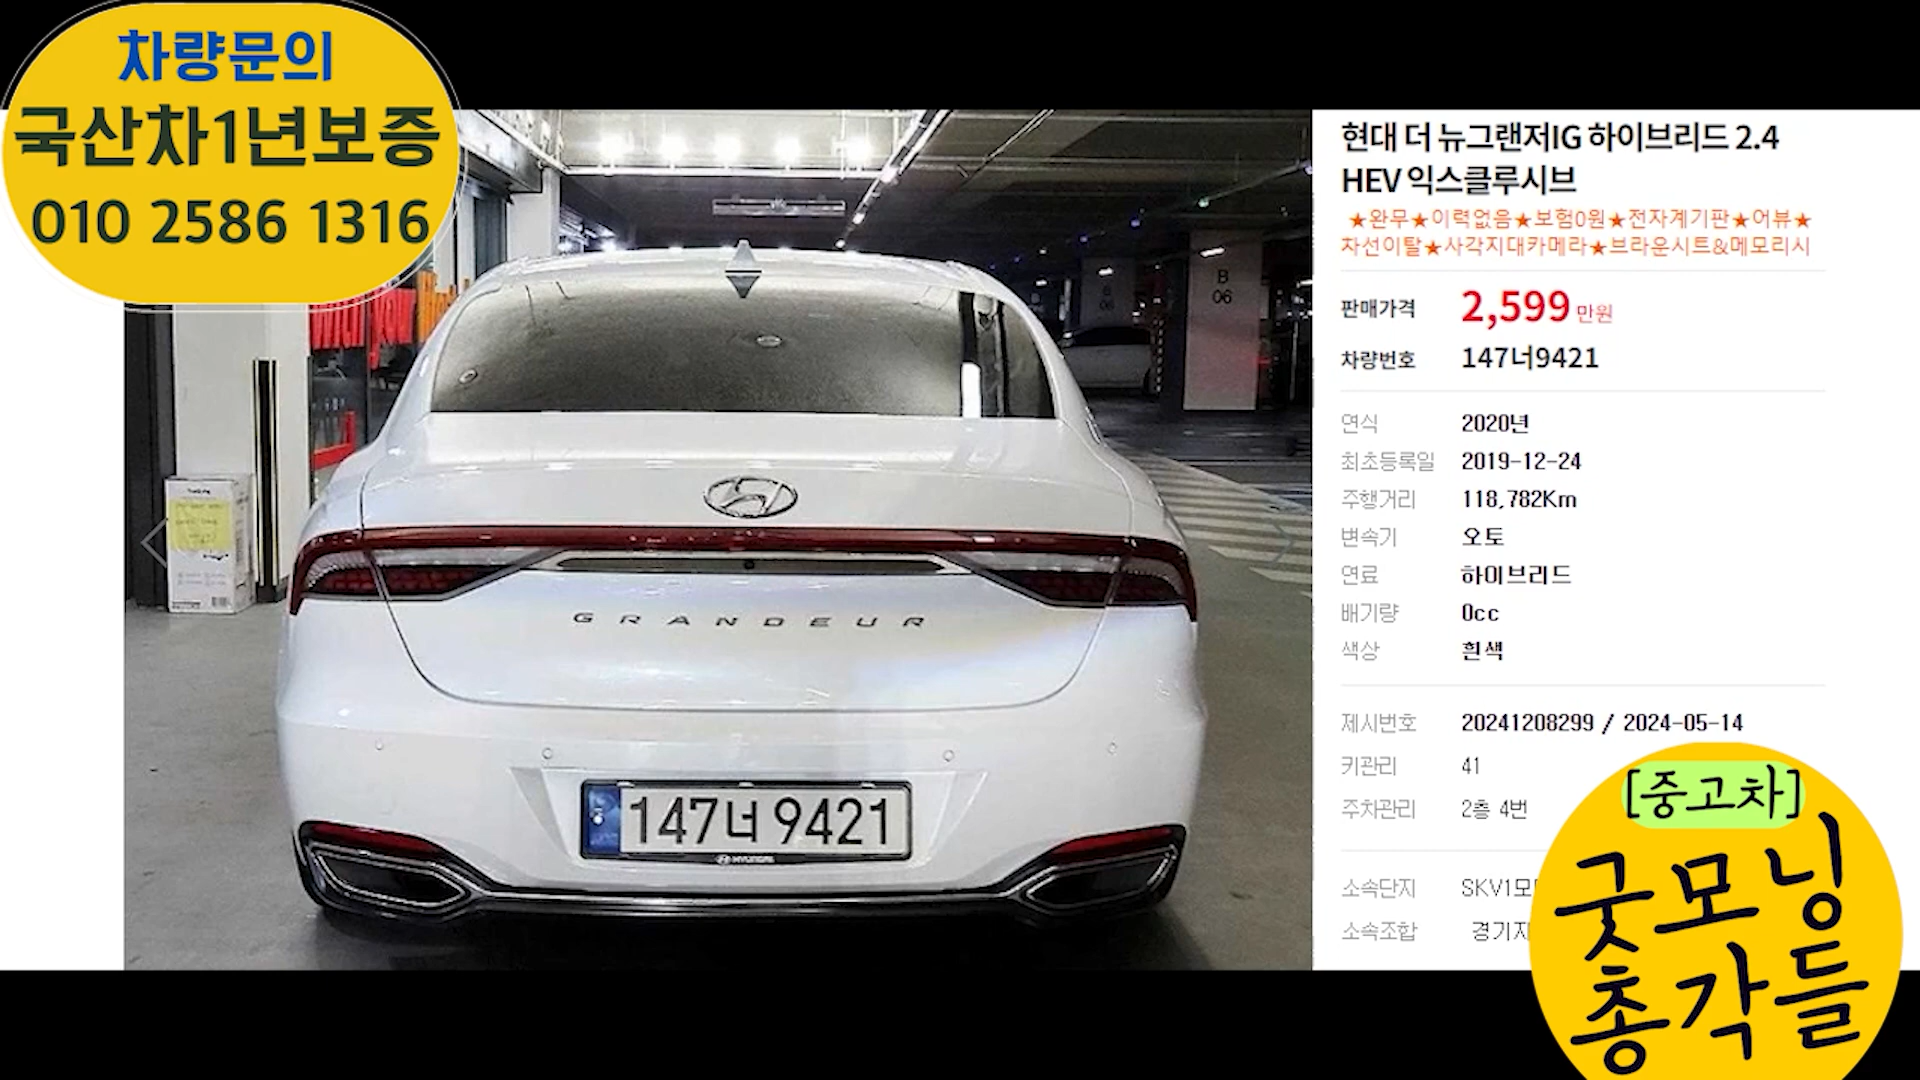 차량문의
국산차1년보증
010 2586 1316
B
06
GRANDEUR
147너 9421
HYUNDAI
현대 더 뉴그랜저IG 하이브리드 2.4
HEV 익스클루시브
★완무★이력없음★보험0원★전자계기판★어뷰★
차선이탈★사각지대카메라★브라운시트&메모리시
판매가격 2,599 만원
차량번호 147너9421
연식 2020년
최초등록일 2019-12-24
주행거리 118,782Km
변속기 오토
연료 하이브리드
배기량 0cc
색상 흰색
제시번호 20241208299 / 2024-05-14
키관리 41
주차관리 2층 4번
소속단지 SKV1모
소속조합 경기지
[중고차]
굿모닝
총각들